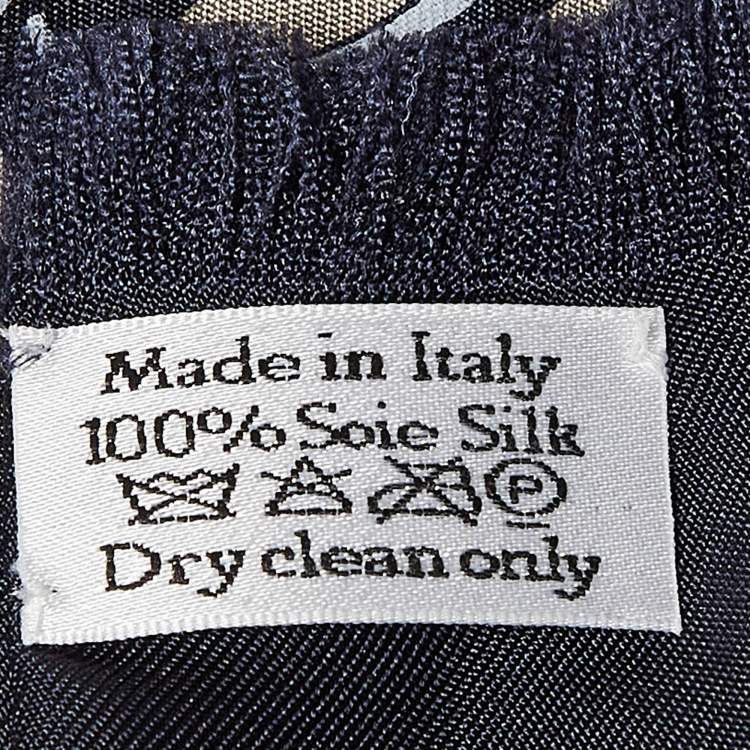 Made in Italy
100% Soie Silk
P
Dry clean only